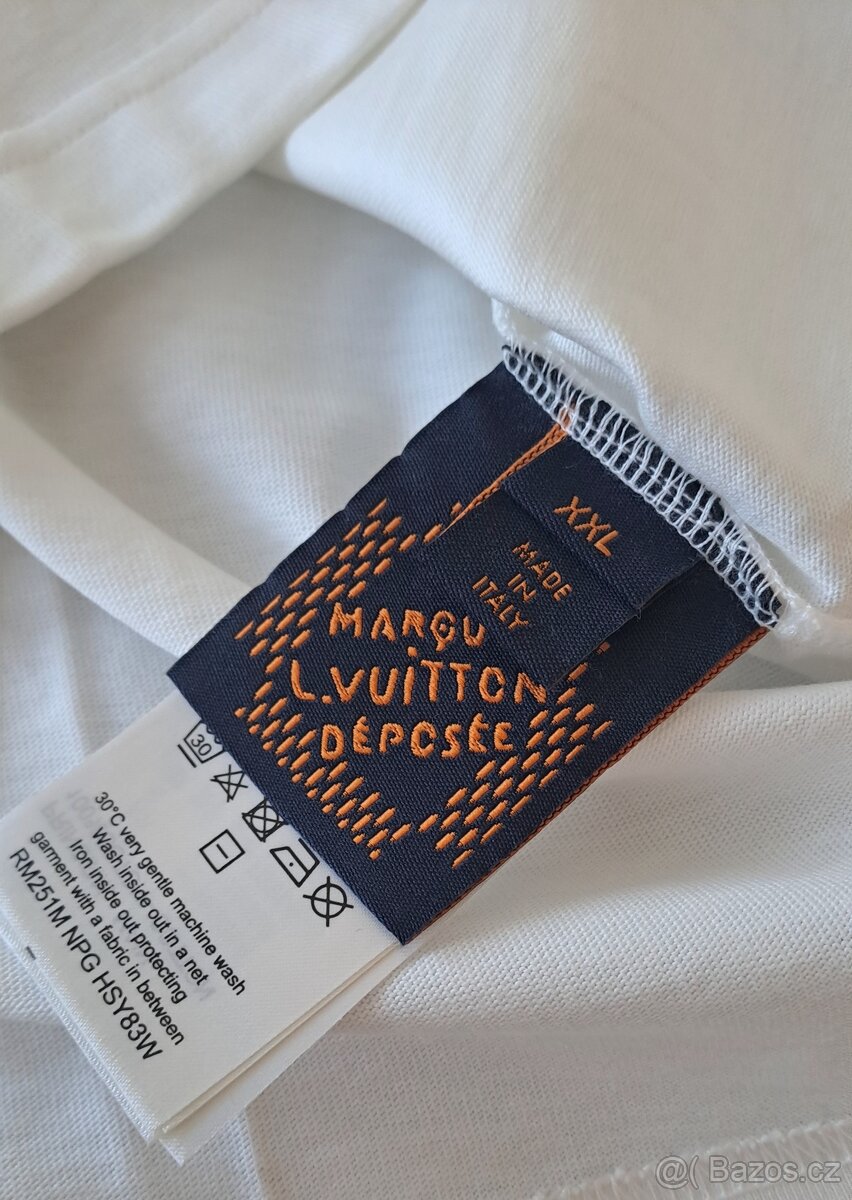 XXL
MADE
IN
ITALY
MARQU
L.VUiTTON
DÉPOSÉE
30
30°C very gentle machine wash
Wash inside out in a net
Iron inside out protecting
garment with a fabric in between
RM251M NPG HSY83W
@( Bazos.cz